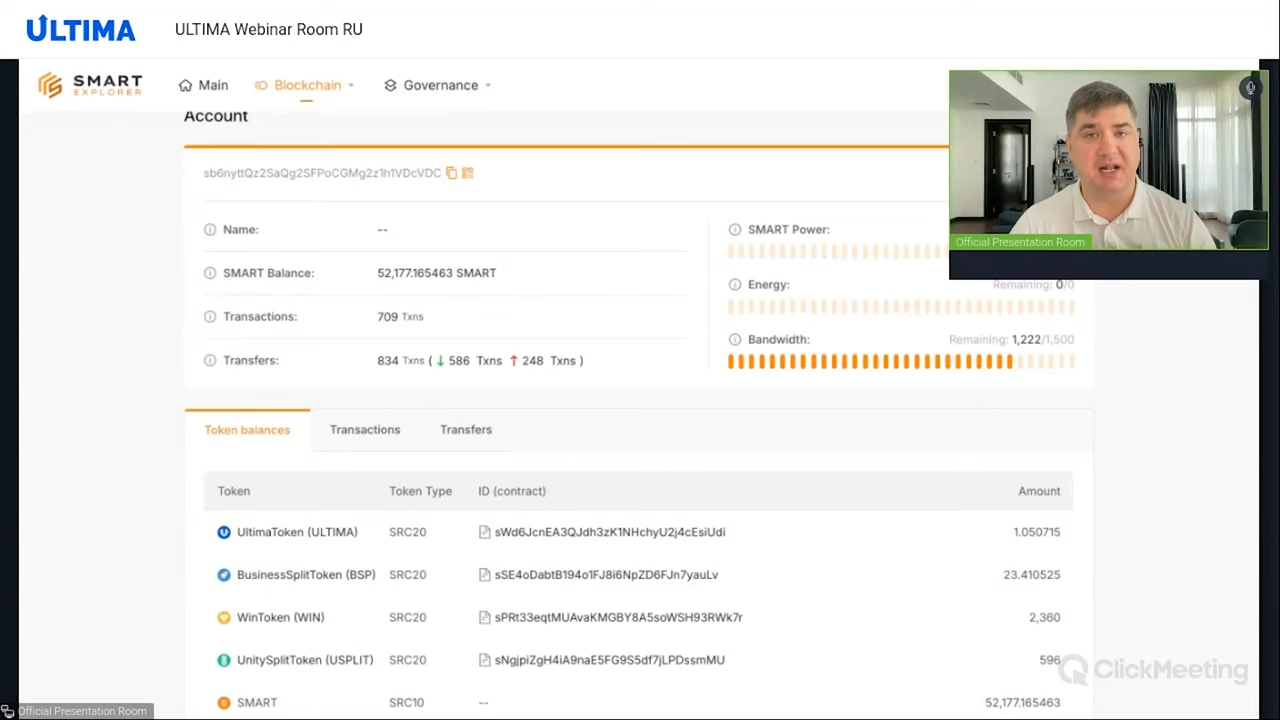 ULTIMA
ULTIMA Webinar Room RU
SMART
EXPLORER
Main
Blockchain
Governance
Account
sb6nyttQz2SaQg2SFPoCGMg2z1h1VDcVDC
Name:
--
SMART Balance:
52,177.165463 SMART
Transactions:
709 Txns
Transfers:
834 Txns ( ↓ 586 Txns ↑ 248 Txns )
SMART Power:
Energy:
Remaining: 0/0
Bandwidth:
Remaining: 1,222/1,500
Official Presentation Room
Token balances
Transactions
Transfers
Token Token Type ID (contract) Amount
UltimaToken (ULTIMA) SRC20 sWd6JcnEA3QJdh3zK1NHchyU2j4cEsiUdi 1.050715
BusinessSplitToken (BSP) SRC20 sSE4oDabtB194o1FJ8i6NpZD6FJn7yauLv 23.410525
WinToken (WIN) SRC20 sPRt33eqtMUAvaKMGBY8A5soWSH93RWk7r 2,360
UnitySplitToken (USPLIT) SRC20 sNgjpiZgH4iA9naE5FG9S5df7jLPDssmMU 596
SMART SRC10 -- 52,177.165463
ClickMeeting
Official Presentation Room